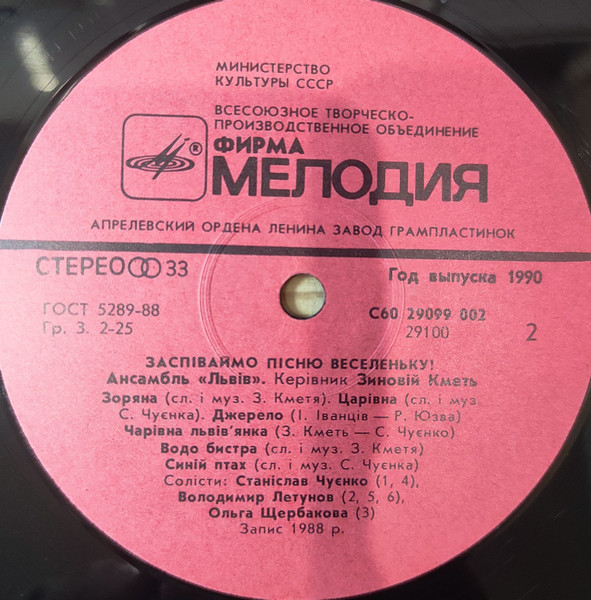 МИНИСТЕРСТВО
КУЛЬТУРЫ СССР
ВСЕСОЮЗНОЕ ТВОРЧЕСКО-
ПРОИЗВОДСТВЕННОЕ ОБЪЕДИНЕНИЕ
®
ФИРМА
МЕЛОДИЯ
АПРЕЛЕВСКИЙ ОРДЕНА ЛЕНИНА ЗАВОД ГРАМПЛАСТИНОК
СТЕРЕО 33
Год выпуска 1990
ГОСТ 5289-88
Гр. 3. 2-25
С60 29099 002
29100
2
ЗАСПІВАЙМО ПІСНЮ ВЕСЕЛЕНЬКУ!
Ансамбль «Львів». Керівник Зиновій Кметь
Зоряна (сл. і муз. З. Кметя). Царівна (сл. і муз.
С. Чуєнка). Джерело (І. Іванців — Р. Юзва)
Чарівна львів'янка (З. Кметь — С. Чуєнко)
Водо бистра (сл. і муз. З. Кметя)
Синій птах (сл. і муз. С. Чуєнка)
Солісти: Станіслав Чуєнко (1, 4),
Володимир Летунов (2, 5, 6),
Ольга Щербакова (3)
Запис 1988 р.